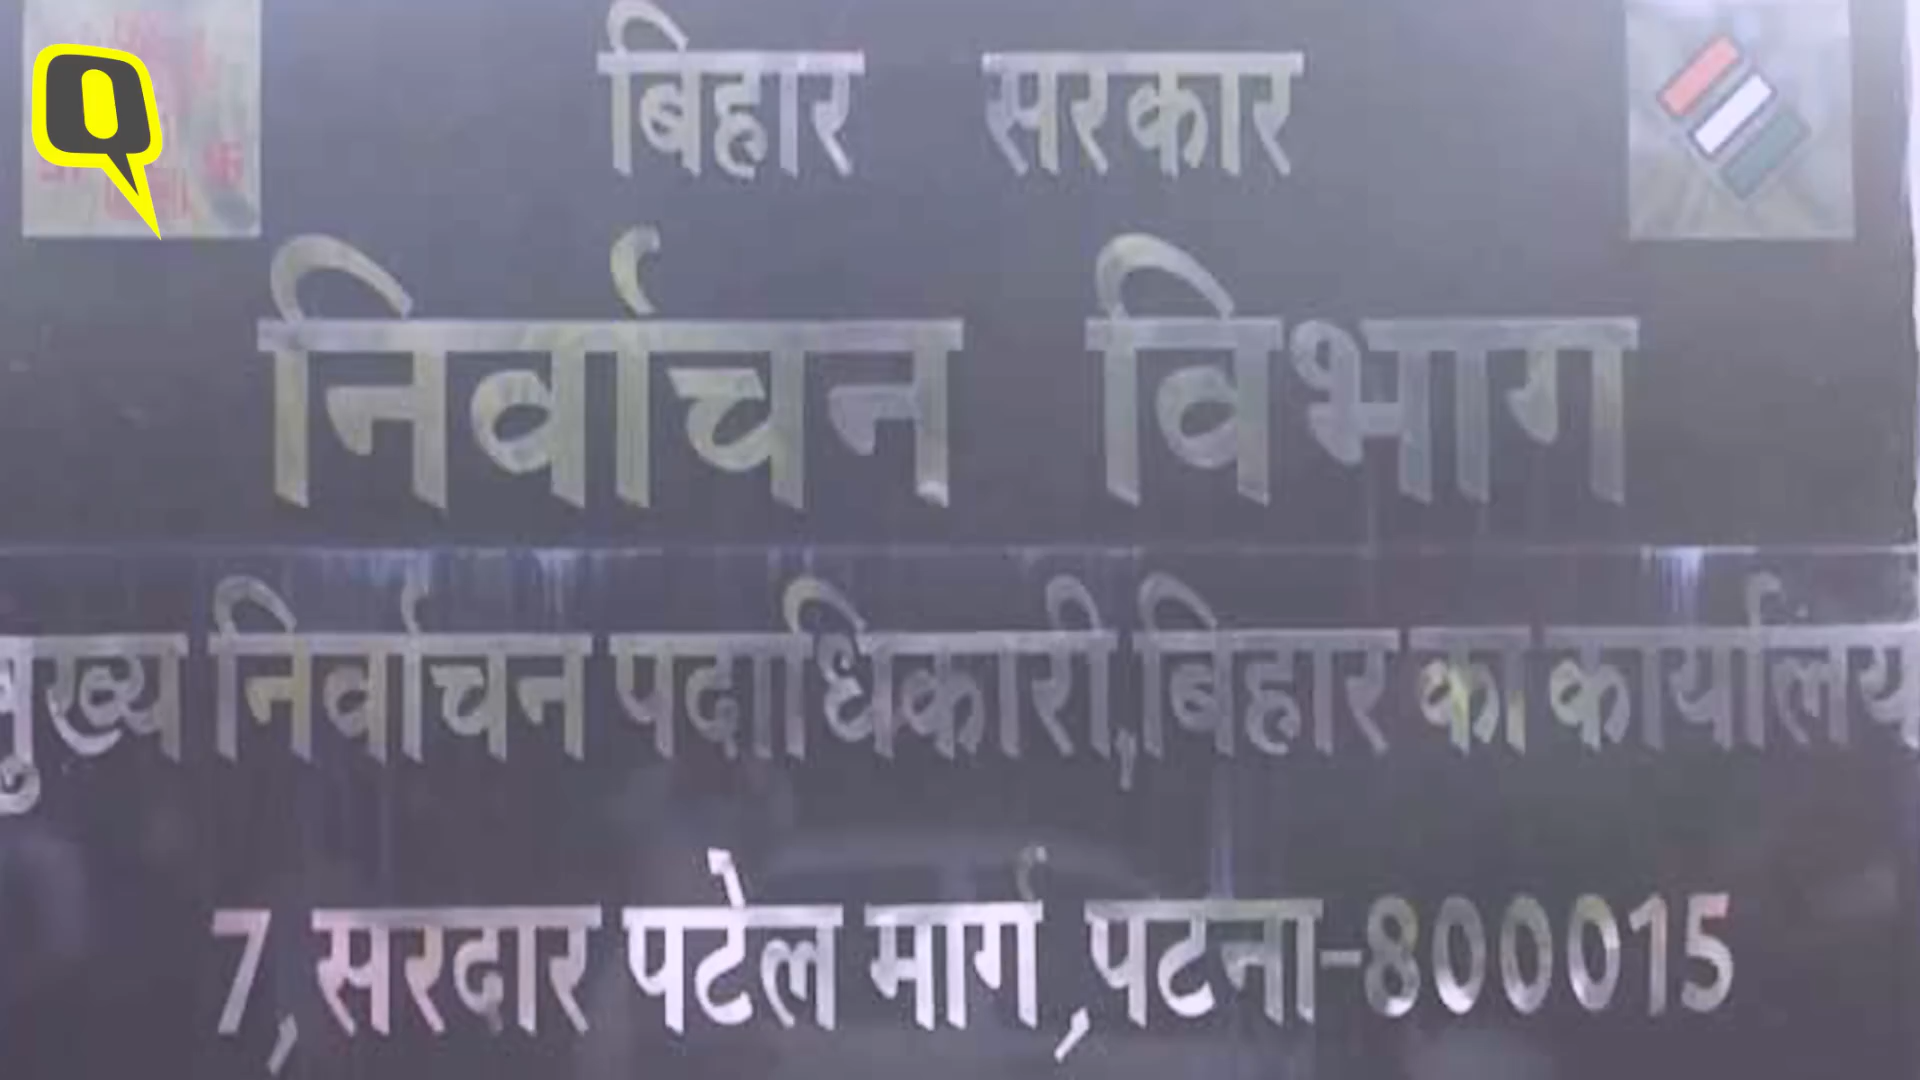 Q
बिहार सरकार
निर्वाचन विभाग
मुख्य निर्वाचन पदाधिकारी, बिहार का कार्यालय
7, सरदार पटेल मार्ग, पटना-800015